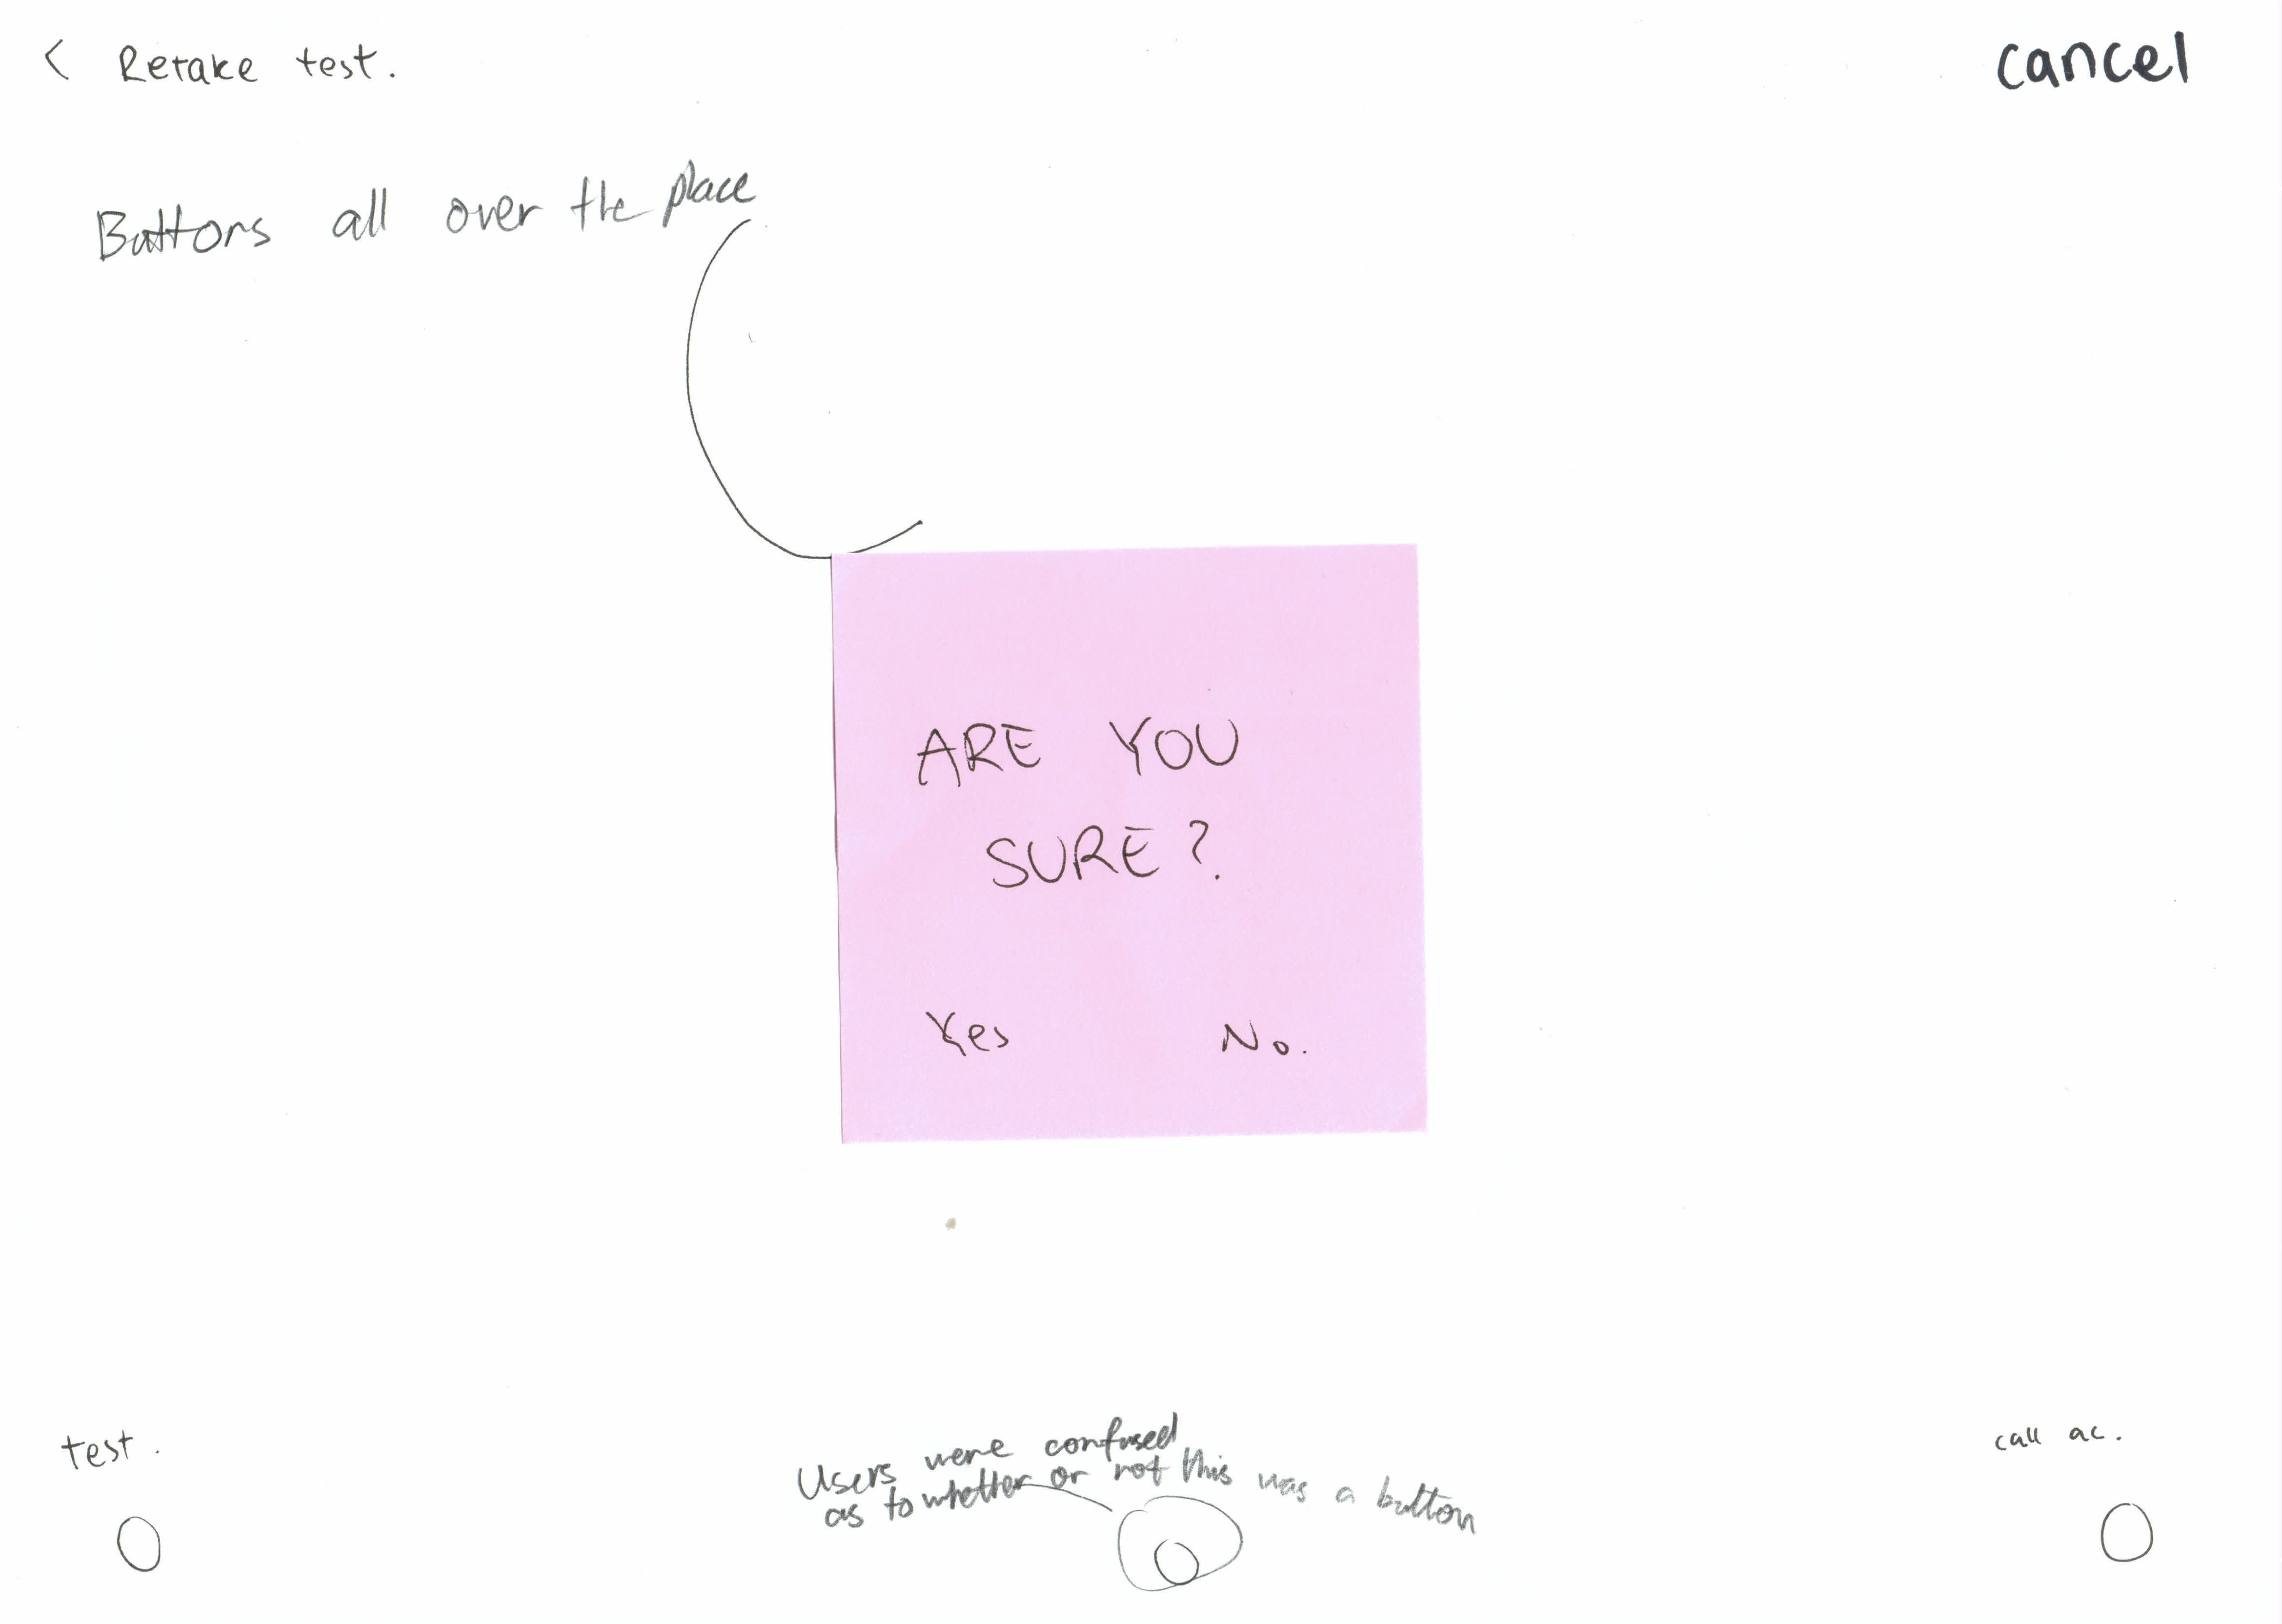 < Retake test.
cancel
Buttons all over the place
ARE YOU
SURE?
Yes No.
test.
Users were confused
as to whether or not this was a button
call ac.